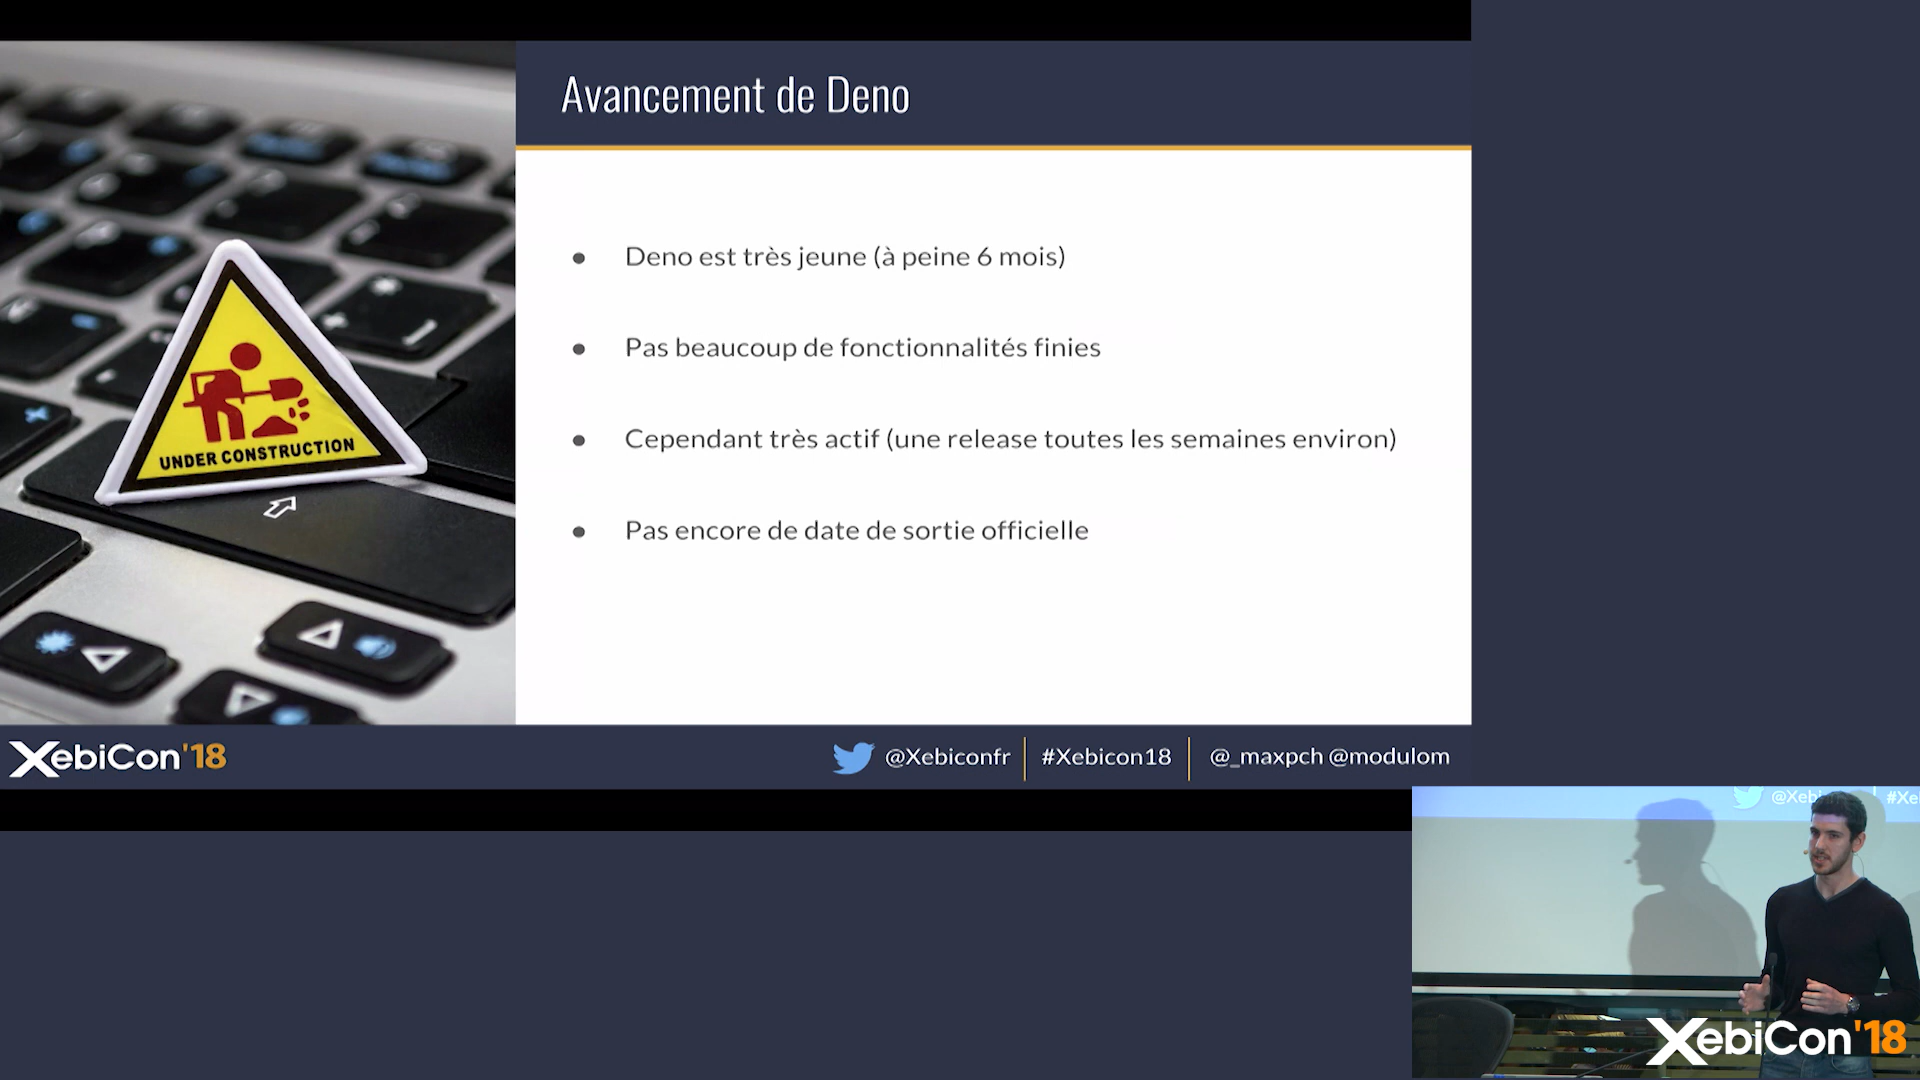 Avancement de Deno
Deno est très jeune (à peine 6 mois)
Pas beaucoup de fonctionnalités finies
Cependant très actif (une release toutes les semaines environ)
Pas encore de date de sortie officielle
UNDER CONSTRUCTION
XebiCon'18
@Xebiconfr
#Xebicon18
@_maxpch @modulom
XebiCon'18